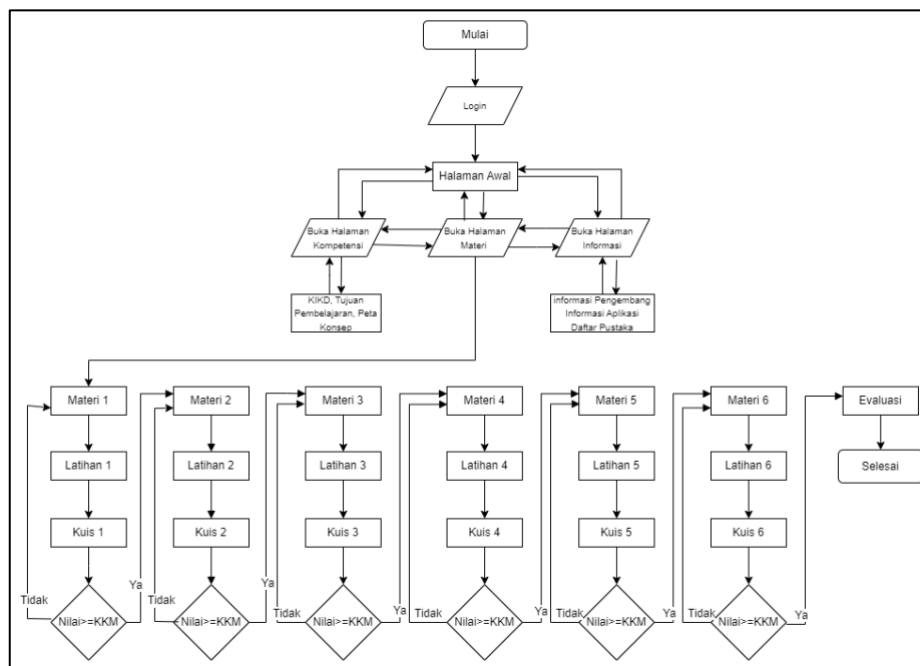 Mulai
Login
Halaman Awal
Buka Halaman
Kompetensi
Buka Halaman
Materi
Buka Halaman
Informasi
KIKD, Tujuan
Pembelajaran, Peta
Konsep
informasi Pengembang
Informasi Aplikasi
Daftar Pustaka
Materi 1
Materi 2
Materi 3
Materi 4
Materi 5
Materi 6
Evaluasi
Latihan 1
Latihan 2
Latihan 3
Latihan 4
Latihan 5
Latihan 6
Selesai
Kuis 1
Kuis 2
Kuis 3
Kuis 4
Kuis 5
Kuis 6
Tidak
Ya
Tidak
Ya
Tidak
Ya
Tidak
Ya
Tidak
Ya
Tidak
Ya
Nilai>=KKM
Nilai>=KKM
Nilai>=KKM
Nilai>=KKM
Nilai>=KKM
Nilai>=KKM